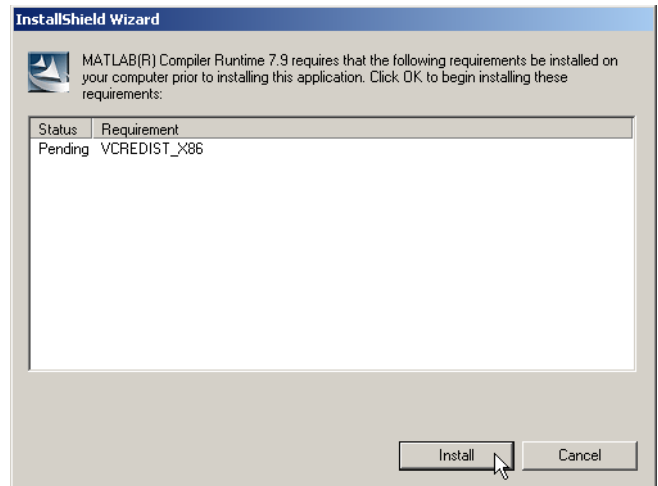 InstallShield Wizard
MATLAB(R) Compiler Runtime 7.9 requires that the following requirements be installed on
your computer prior to installing this application. Click OK to begin installing these
requirements:
Status Requirement
Pending VCREDIST_X86
Install Cancel